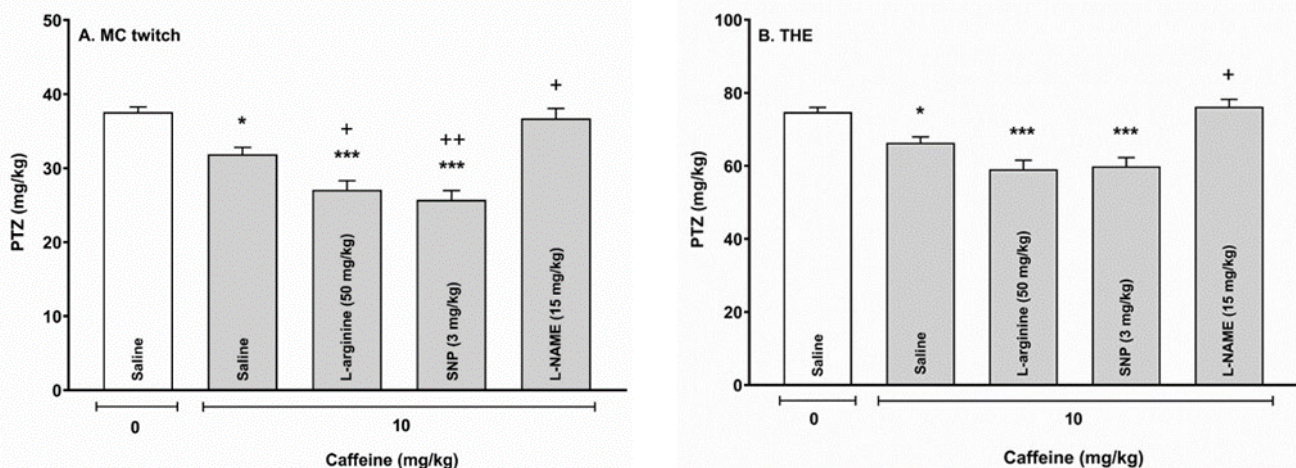 A. MC twitch
PTZ (mg/kg)
50
40
30
20
10
0
*
+
***
++
***
+
Saline
Saline
L-arginine (50 mg/kg)
SNP (3 mg/kg)
L-NAME (15 mg/kg)
0
10
Caffeine (mg/kg)
B. THE
PTZ (mg/kg)
100
80
60
40
20
0
*
***
***
+
Saline
Saline
L-arginine (50 mg/kg)
SNP (3 mg/kg)
L-NAME (15 mg/kg)
0
10
Caffeine (mg/kg)